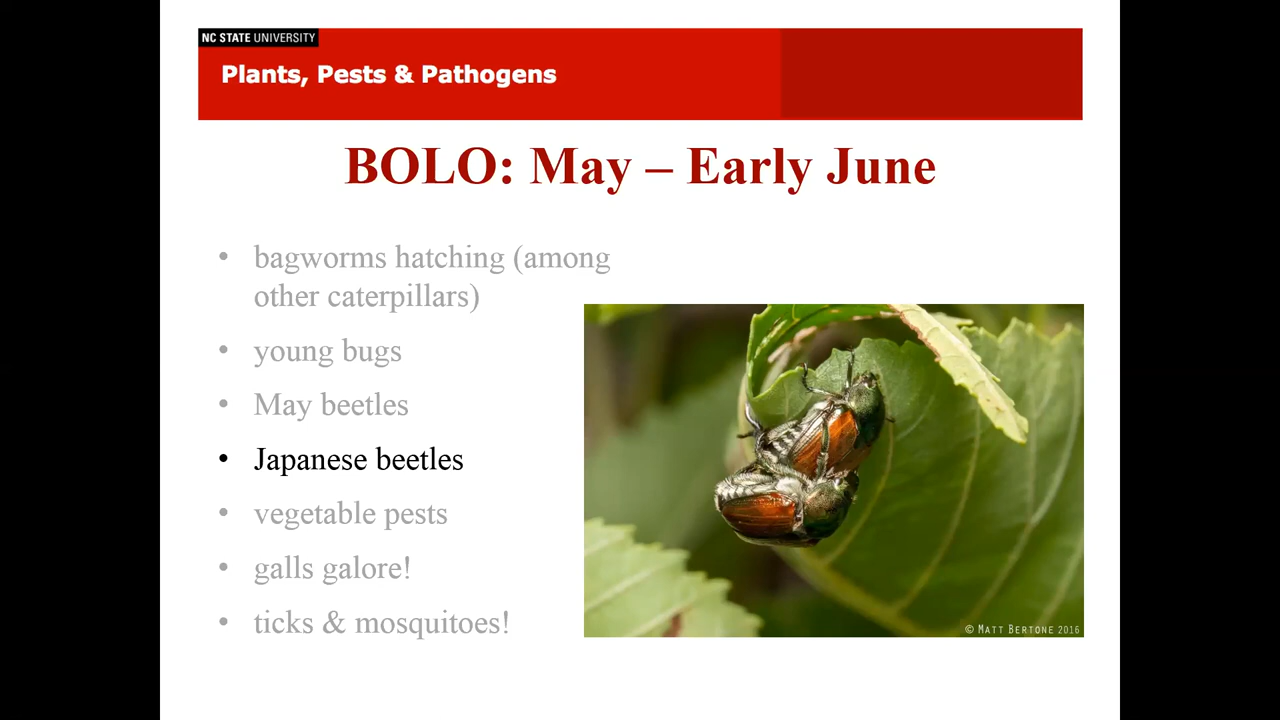 NC STATE UNIVERSITY
Plants, Pests & Pathogens
BOLO: May – Early June
• bagworms hatching (among
other caterpillars)
• young bugs
• May beetles
• Japanese beetles
• vegetable pests
• galls galore!
• ticks & mosquitoes!
© MATT BERTONE 2016